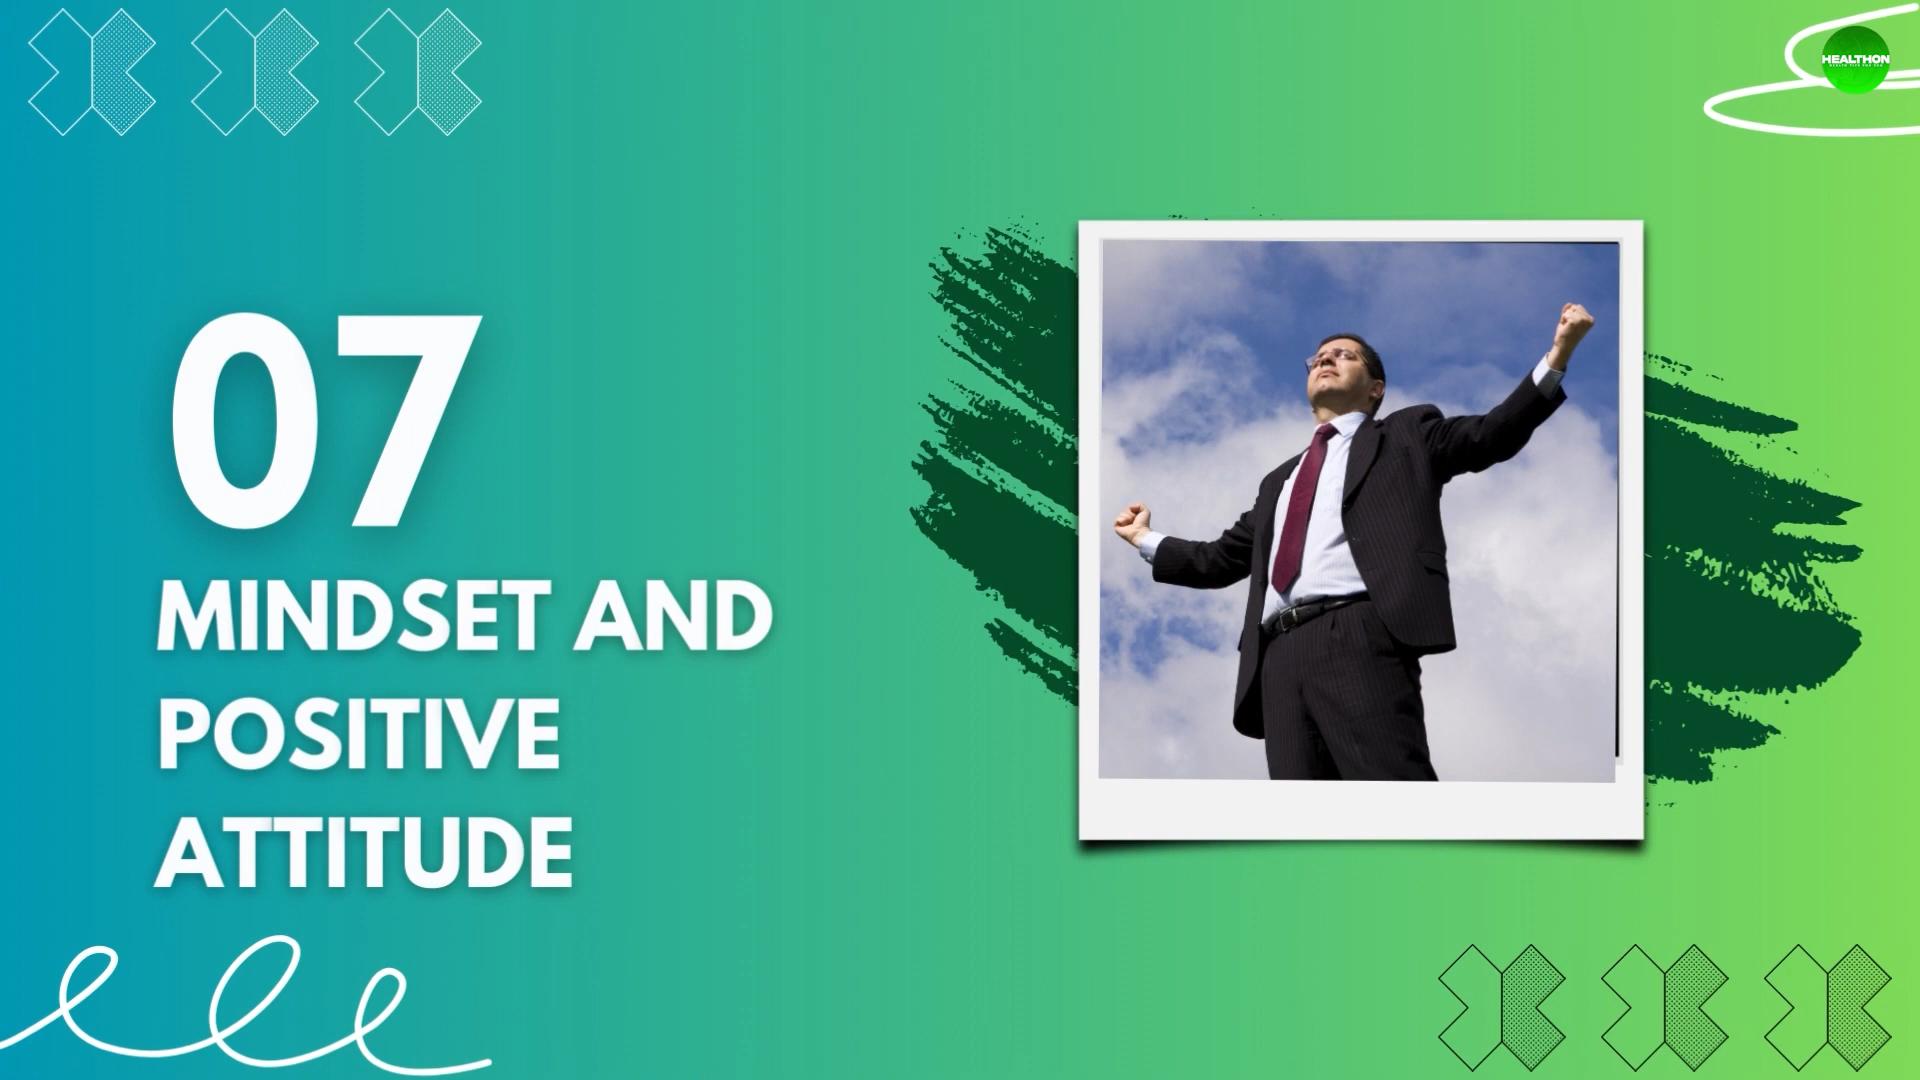 HEALTHON
07
MINDSET AND
POSITIVE
ATTITUDE